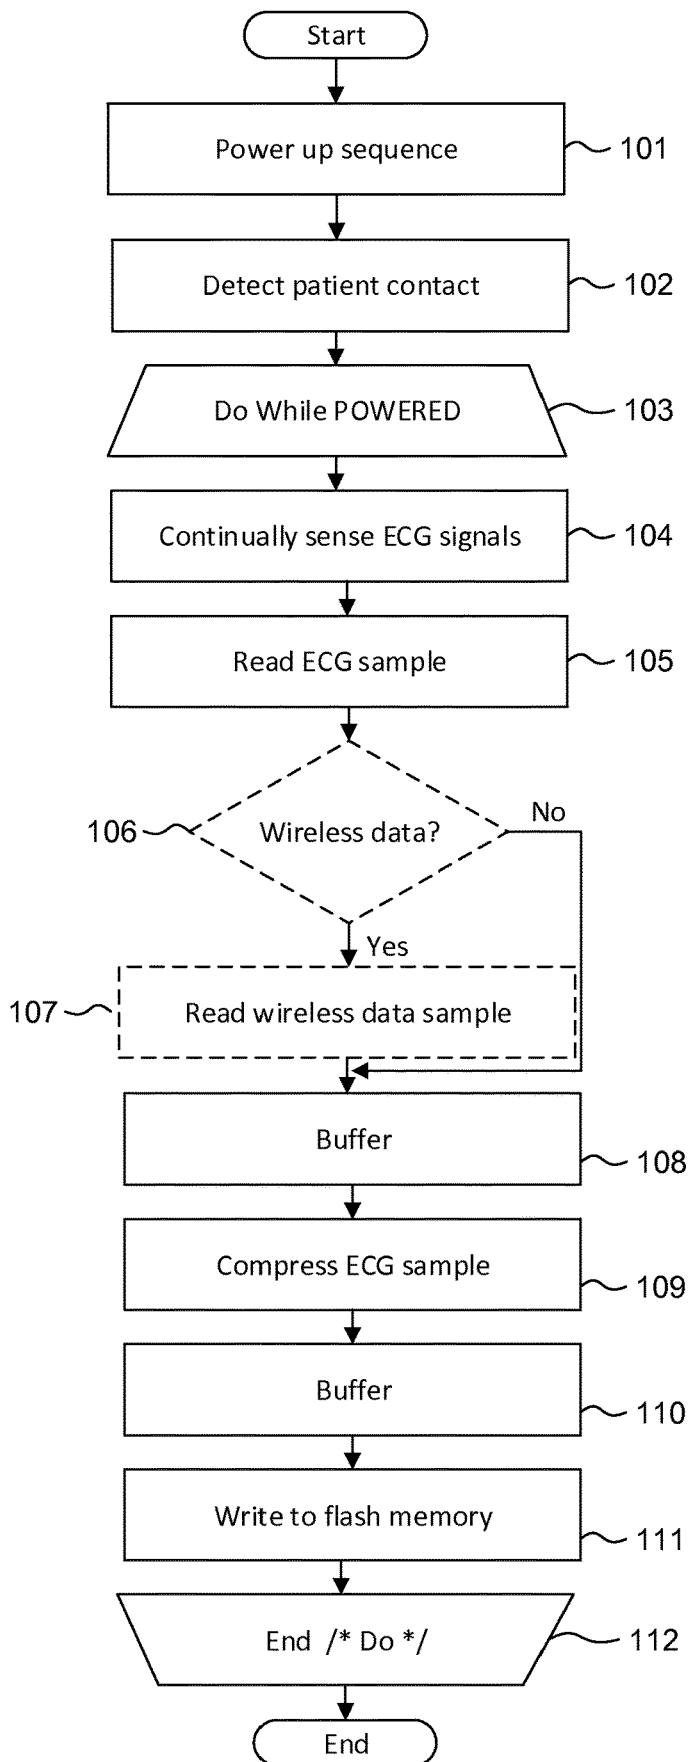 Start
Power up sequence
101
Detect patient contact
102
Do While POWERED
103
Continually sense ECG signals
104
Read ECG sample
105
106
Wireless data?
No
Yes
107
Read wireless data sample
Buffer
108
Compress ECG sample
109
Buffer
110
Write to flash memory
111
End /* Do */
112
End